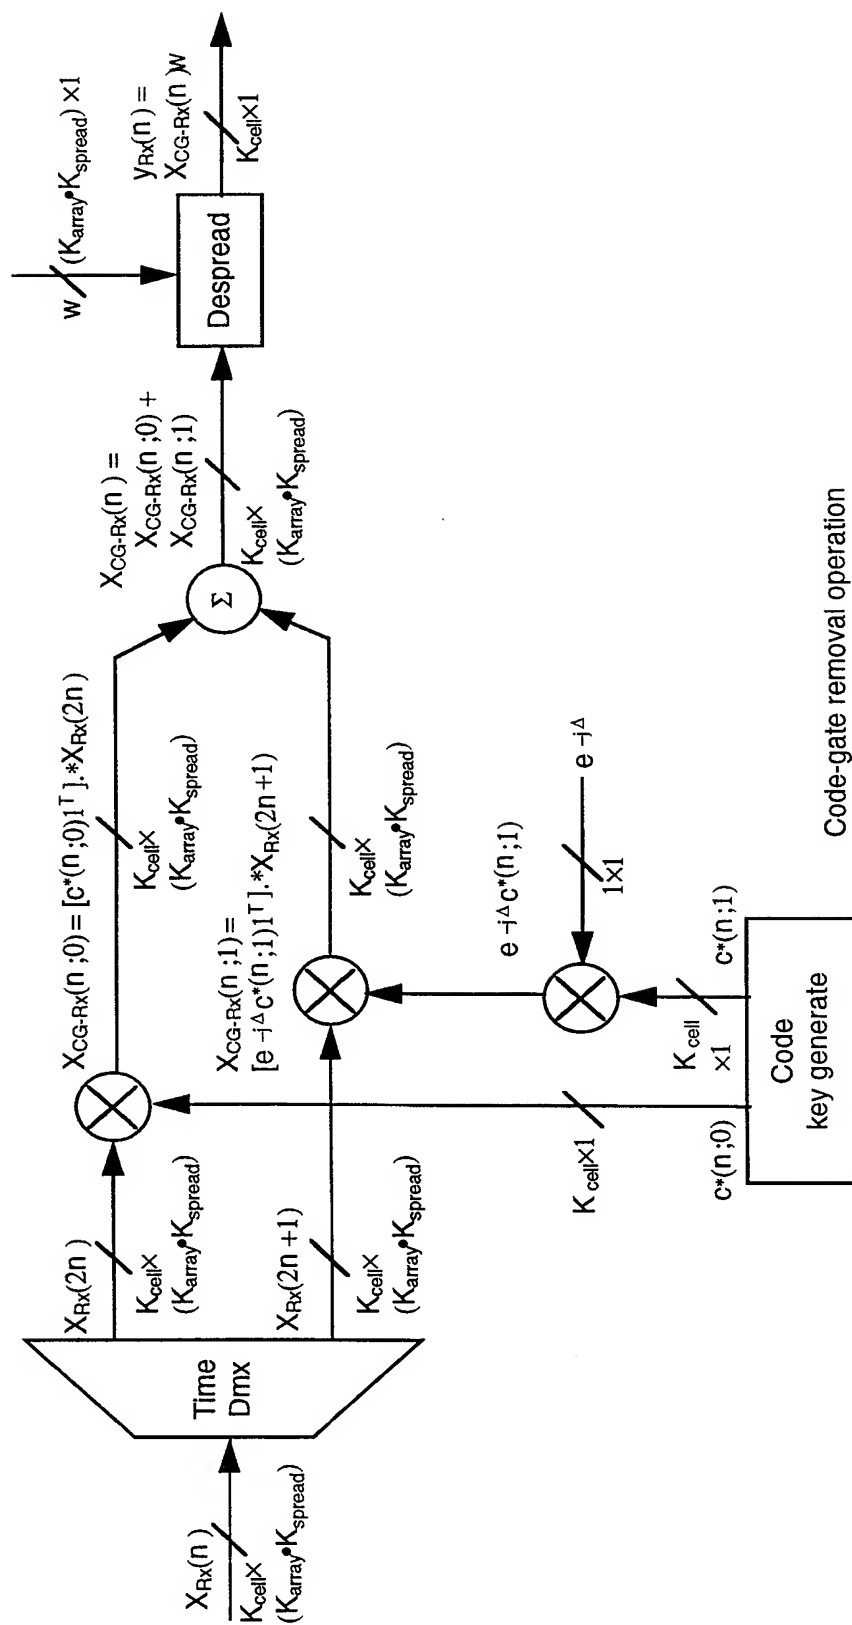 X_Rx(n)
K_cell×
(K_array•K_spread)
Time
Dmx
X_Rx(2n)
K_cell×
(K_array•K_spread)
X_Rx(2n+1)
K_cell×
(K_array•K_spread)
X_CG-Rx(n;0) = [c*(n;0)1^T].*X_Rx(2n)
K_cell×
(K_array•K_spread)
X_CG-Rx(n;1) =
[e^-jΔ c*(n;1)1^T].*X_Rx(2n+1)
K_cell×
(K_array•K_spread)
Σ
X_CG-Rx(n) =
X_CG-Rx(n;0) +
X_CG-Rx(n;1)
K_cell×
(K_array•K_spread)
w
(K_array•K_spread)×1
Despread
y_Rx(n) =
X_CG-Rx(n)w
K_cell×1
K_cell×1
e^-jΔ c*(n;1)
e^-jΔ
1×1
K_cell
×1
c*(n;0)
c*(n;1)
Code
key generate
Code-gate removal operation